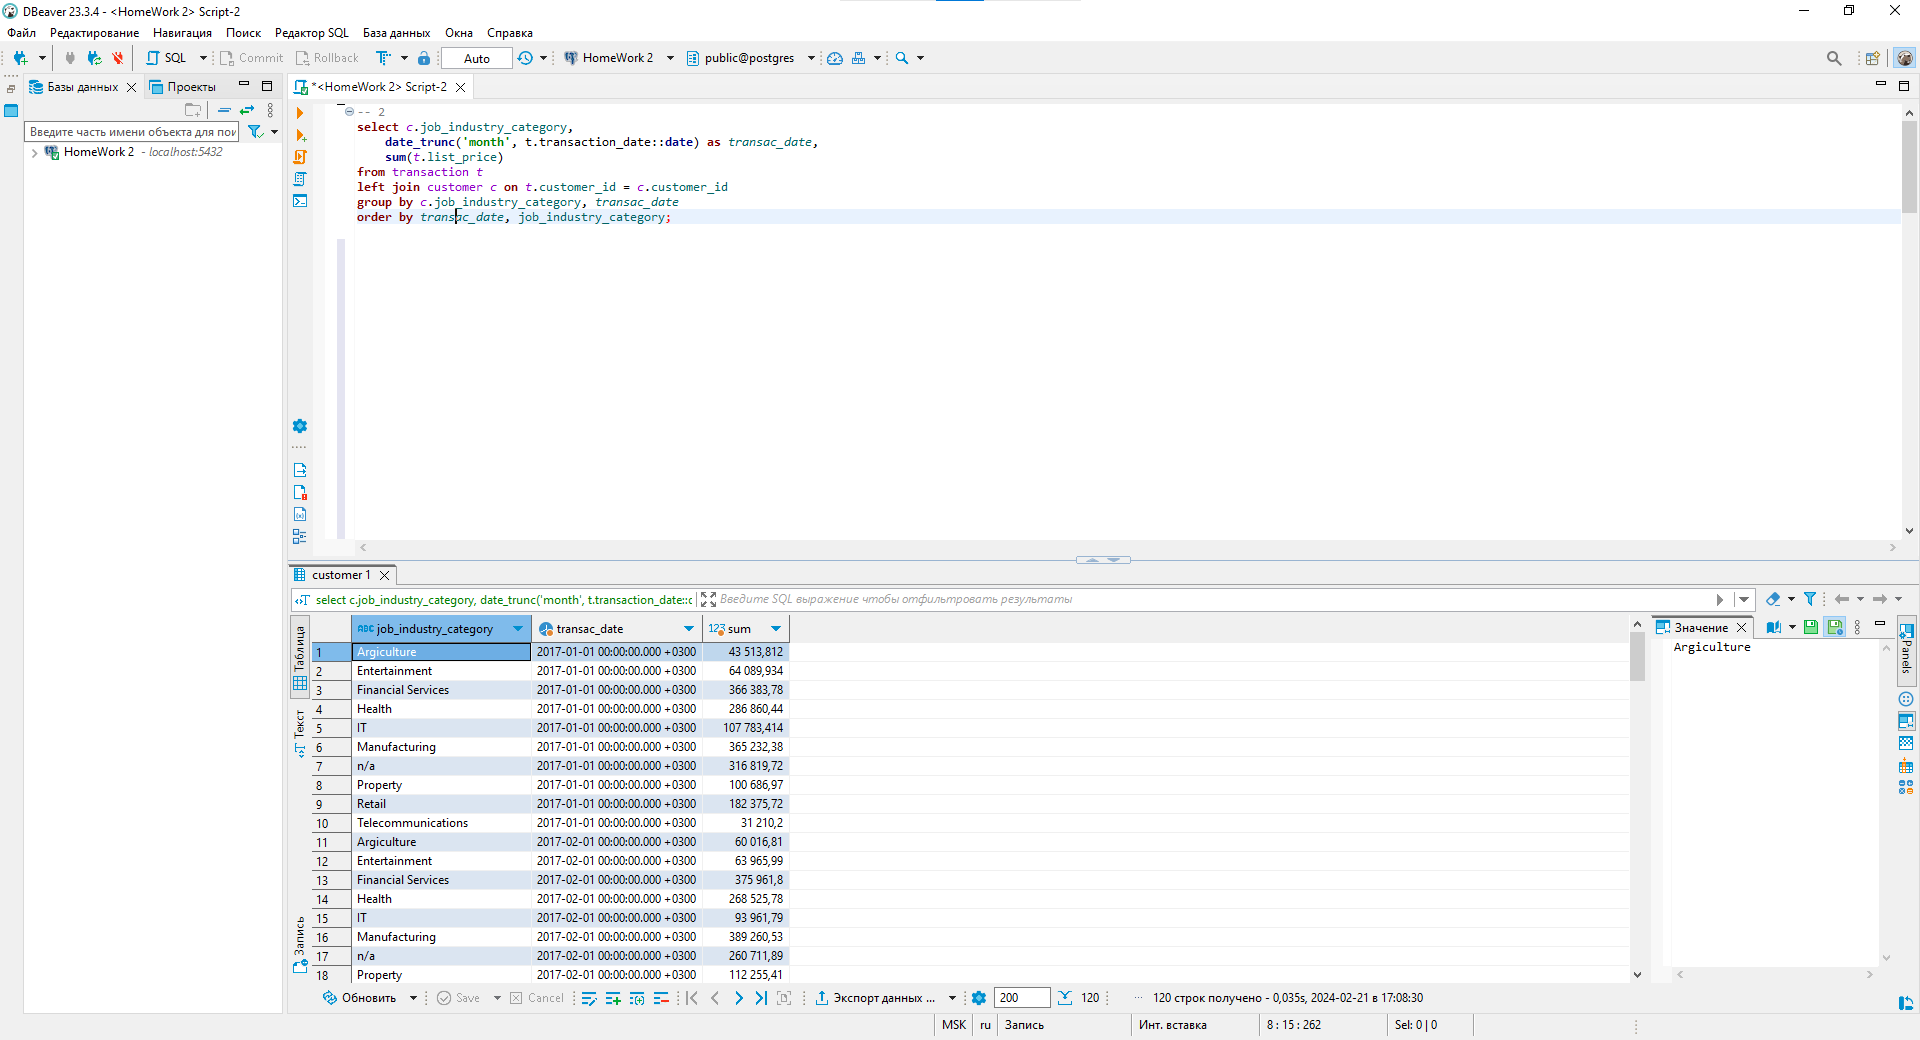 DBeaver 23.3.4 - <HomeWork 2> Script-2
Файл Редактирование Навигация Поиск Редактор SQL База данных Окна Справка
SQL Commit Rollback Auto HomeWork 2 public@postgres
Базы данных Проекты
*<HomeWork 2> Script-2
Введите часть имени объекта для пои
HomeWork 2 - localhost:5432
-- 2
select c.job_industry_category,
date_trunc('month', t.transaction_date::date) as transac_date,
sum(t.list_price)
from transaction t
left join customer c on t.customer_id = c.customer_id
group by c.job_industry_category, transac_date
order by transac_date, job_industry_category;
customer 1
select c.job_industry_category, date_trunc('month', t.transaction_date::c
Введите SQL выражение чтобы отфильтровать результаты
Таблица
Текст
Запись
ABC job_industry_category transac_date 123 sum
1 Argiculture 2017-01-01 00:00:00.000 +0300 43 513,812
2 Entertainment 2017-01-01 00:00:00.000 +0300 64 089,934
3 Financial Services 2017-01-01 00:00:00.000 +0300 366 383,78
4 Health 2017-01-01 00:00:00.000 +0300 286 860,44
5 IT 2017-01-01 00:00:00.000 +0300 107 783,414
6 Manufacturing 2017-01-01 00:00:00.000 +0300 365 232,38
7 n/a 2017-01-01 00:00:00.000 +0300 316 819,72
8 Property 2017-01-01 00:00:00.000 +0300 100 686,97
9 Retail 2017-01-01 00:00:00.000 +0300 182 375,72
10 Telecommunications 2017-01-01 00:00:00.000 +0300 31 210,2
11 Argiculture 2017-02-01 00:00:00.000 +0300 60 016,81
12 Entertainment 2017-02-01 00:00:00.000 +0300 63 965,99
13 Financial Services 2017-02-01 00:00:00.000 +0300 375 961,8
14 Health 2017-02-01 00:00:00.000 +0300 268 525,78
15 IT 2017-02-01 00:00:00.000 +0300 93 961,79
16 Manufacturing 2017-02-01 00:00:00.000 +0300 389 260,53
17 n/a 2017-02-01 00:00:00.000 +0300 260 711,89
18 Property 2017-02-01 00:00:00.000 +0300 112 255,41
Значение
Argiculture
Panels
Обновить Save Cancel Экспорт данных ... 200 120 120 строк получено - 0,035s, 2024-02-21 в 17:08:30
MSK ru Запись Инт. вставка 8 : 15 : 262 Sel: 0 | 0